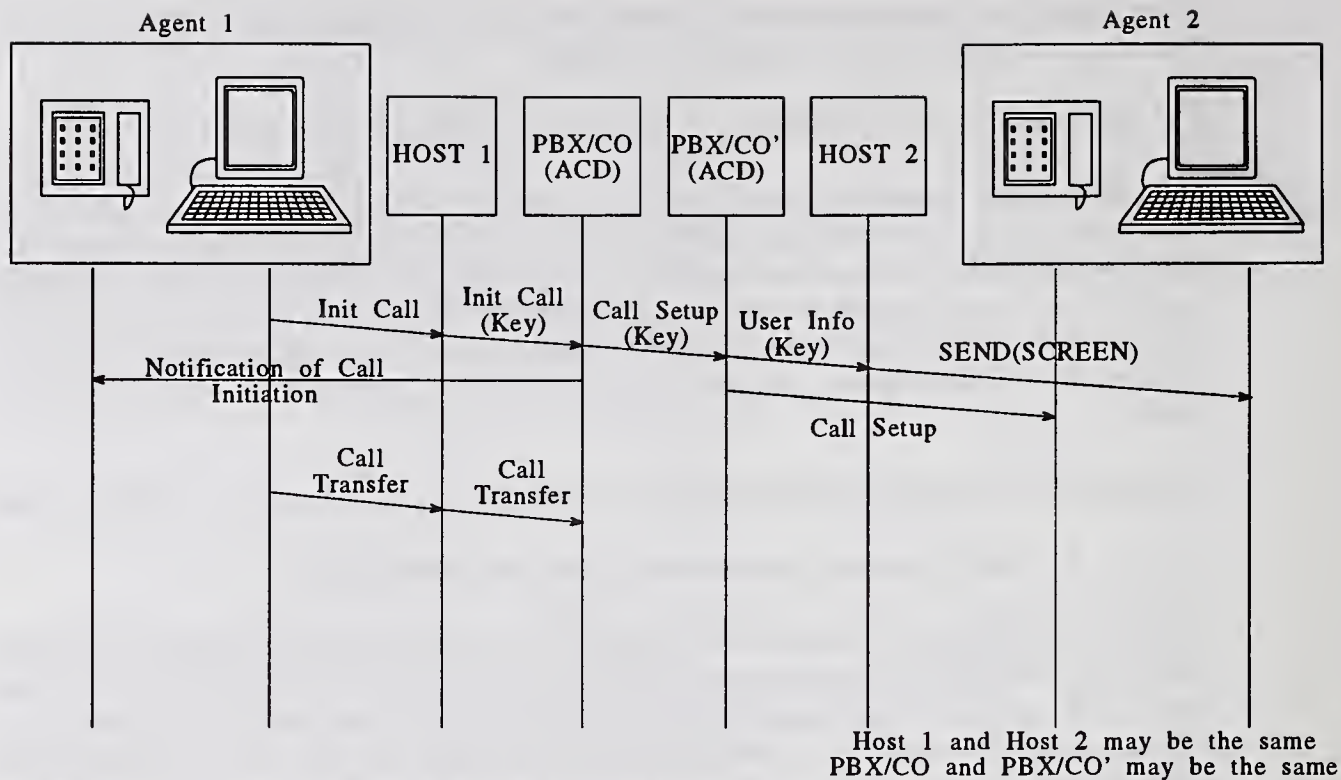 Agent 1
Agent 2
HOST 1
PBX/CO
(ACD)
PBX/CO'
(ACD)
HOST 2
Init Call
Init Call
(Key)
Call Setup
(Key)
User Info
(Key)
SEND(SCREEN)
Notification of Call
Initiation
Call Setup
Call
Transfer
Call
Transfer
Host 1 and Host 2 may be the same
PBX/CO and PBX/CO' may be the same